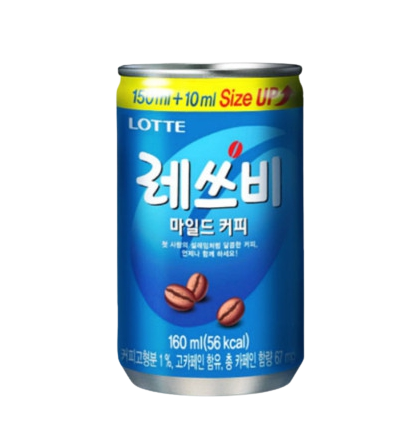 150ml+10ml Size UP
LOTTE
레쓰비
마일드 커피
첫 사랑의 설레임처럼 달콤한 커피,
언제나 함께 하세요!
160 ml(56 kcal)
커피고형분 1%, 고카페인 함유, 총 카페인 함량 67 mg